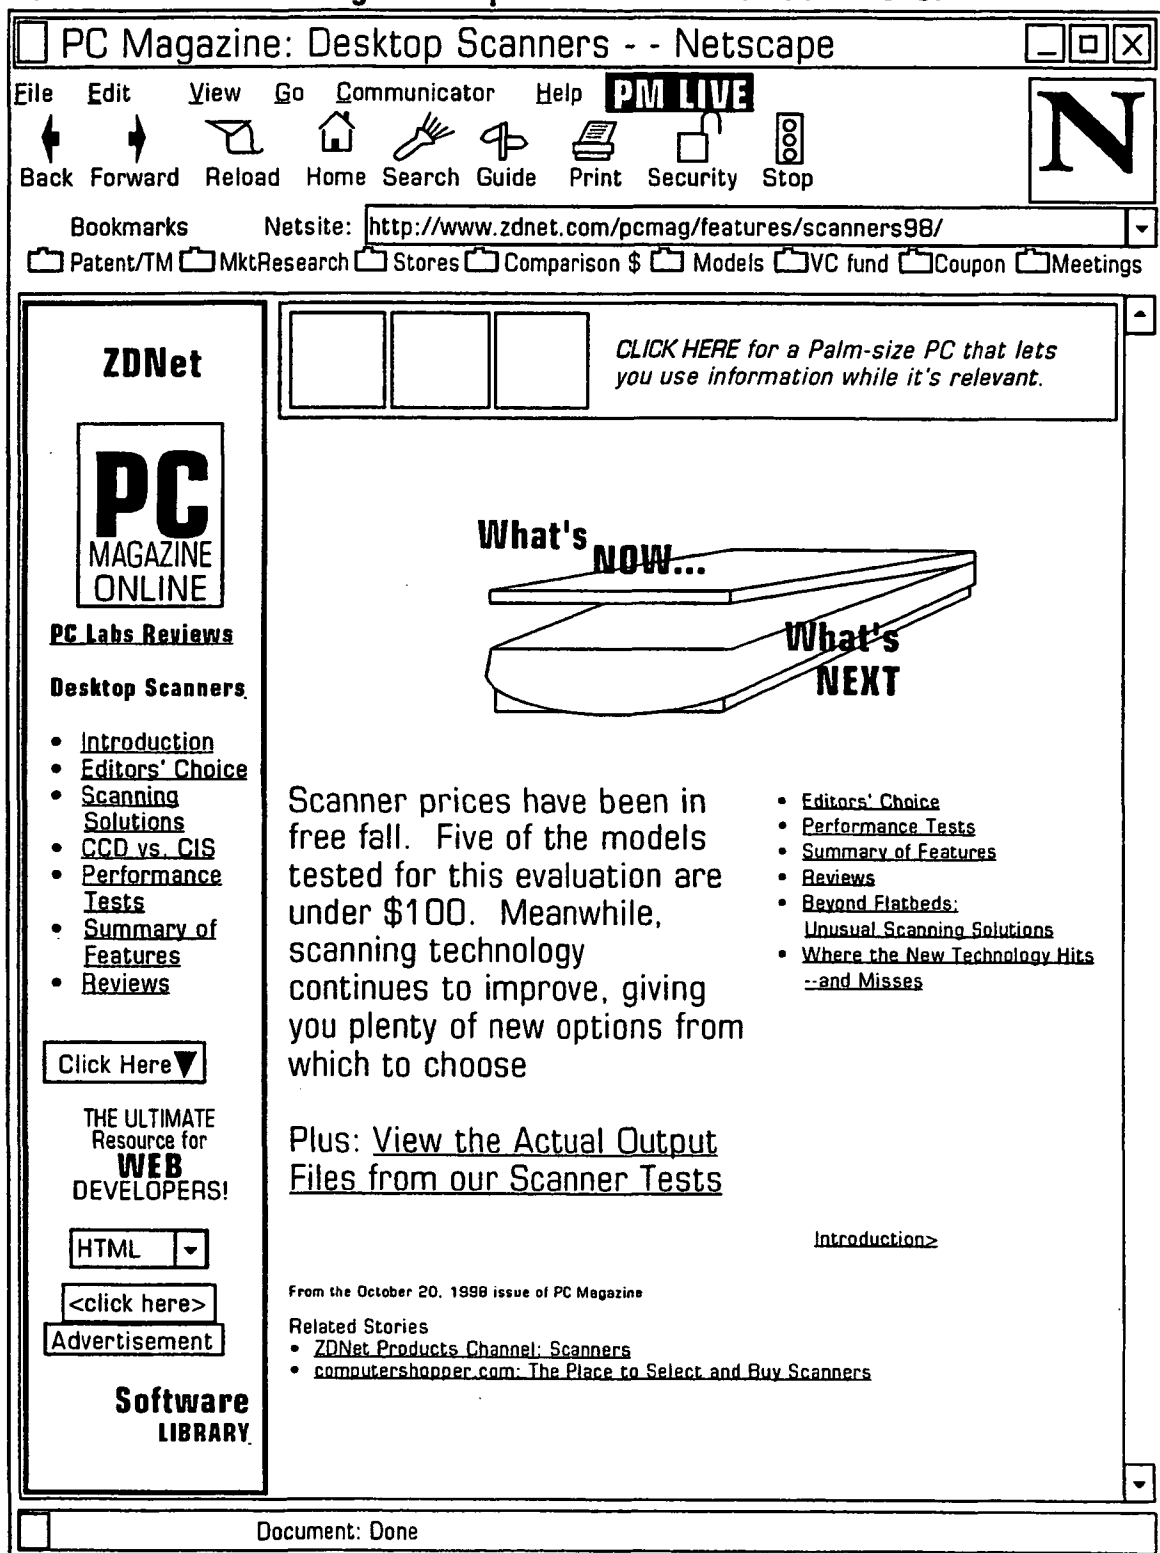 PC Magazine: Desktop Scanners - - Netscape
File Edit View Go Communicator Help PM LIVE
N
Back Forward Reload Home Search Guide Print Security Stop
Bookmarks Netsite: http://www.zdnet.com/pcmag/features/scanners98/
Patent/TM MktResearch Stores Comparison $ Models VC fund Coupon Meetings
ZDNet
PC
MAGAZINE
ONLINE
PC Labs Reviews
Desktop Scanners
• Introduction
• Editors' Choice
• Scanning
Solutions
• CCD vs. CIS
• Performance
Tests
• Summary of
Features
• Reviews
Click Here
THE ULTIMATE
Resource for
WEB
DEVELOPERS!
HTML
<click here>
Advertisement
Software
LIBRARY
CLICK HERE for a Palm-size PC that lets
you use information while it's relevant.
What's
NOW...
What's
NEXT
Scanner prices have been in
free fall. Five of the models
tested for this evaluation are
under $100. Meanwhile,
scanning technology
continues to improve, giving
you plenty of new options from
which to choose
Plus: View the Actual Output
Files from our Scanner Tests
• Editors' Choice
• Performance Tests
• Summary of Features
• Reviews
• Beyond Flatbeds:
Unusual Scanning Solutions
• Where the New Technology Hits
--and Misses
Introduction>
From the October 20, 1998 issue of PC Magazine
Related Stories
• ZDNet Products Channel: Scanners
• computershopper.com: The Place to Select and Buy Scanners
Document: Done